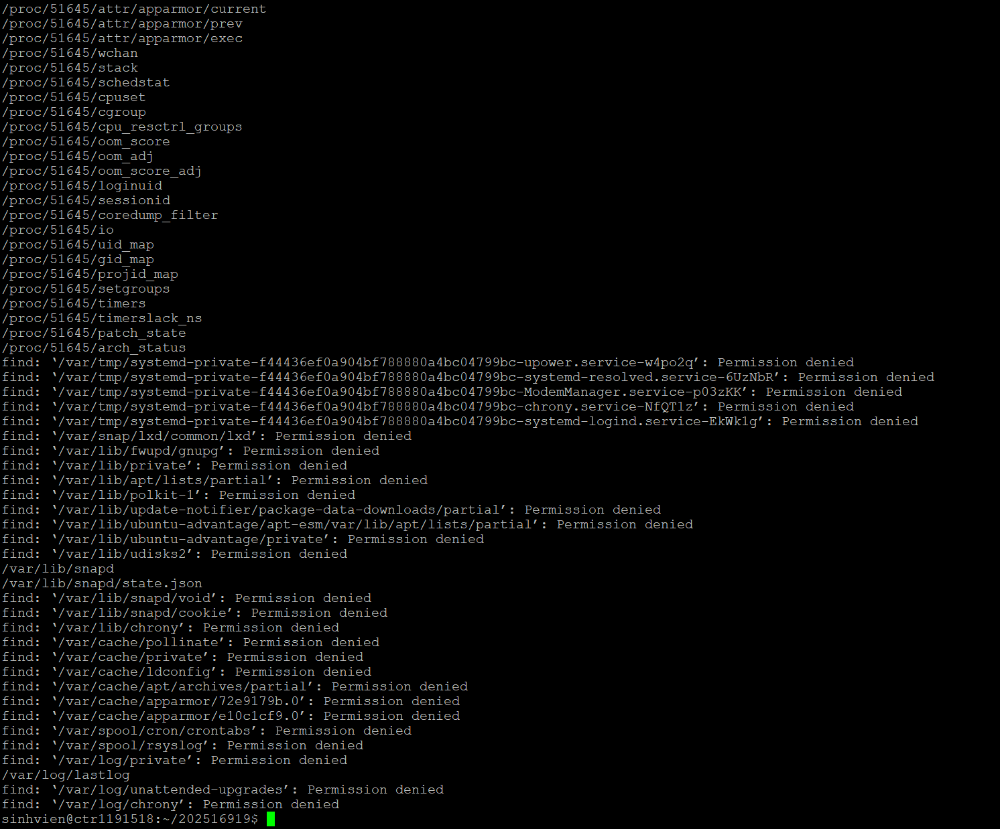 /proc/51645/attr/apparmor/current
/proc/51645/attr/apparmor/prev
/proc/51645/attr/apparmor/exec
/proc/51645/wchan
/proc/51645/stack
/proc/51645/schedstat
/proc/51645/cpuset
/proc/51645/cgroup
/proc/51645/cpu_resctrl_groups
/proc/51645/oom_score
/proc/51645/oom_adj
/proc/51645/oom_score_adj
/proc/51645/loginuid
/proc/51645/sessionid
/proc/51645/coredump_filter
/proc/51645/io
/proc/51645/uid_map
/proc/51645/gid_map
/proc/51645/projid_map
/proc/51645/setgroups
/proc/51645/timers
/proc/51645/timerslack_ns
/proc/51645/patch_state
/proc/51645/arch_status
find: ‘/var/tmp/systemd-private-f44436ef0a904bf788880a4bc04799bc-upower.service-w4po2q’: Permission denied
find: ‘/var/tmp/systemd-private-f44436ef0a904bf788880a4bc04799bc-systemd-resolved.service-6UzNbR’: Permission denied
find: ‘/var/tmp/systemd-private-f44436ef0a904bf788880a4bc04799bc-ModemManager.service-p03zKK’: Permission denied
find: ‘/var/tmp/systemd-private-f44436ef0a904bf788880a4bc04799bc-chrony.service-NfQT1z’: Permission denied
find: ‘/var/tmp/systemd-private-f44436ef0a904bf788880a4bc04799bc-systemd-logind.service-EkWk1g’: Permission denied
find: ‘/var/snap/lxd/common/lxd’: Permission denied
find: ‘/var/lib/fwupd/gnupg’: Permission denied
find: ‘/var/lib/private’: Permission denied
find: ‘/var/lib/apt/lists/partial’: Permission denied
find: ‘/var/lib/polkit-1’: Permission denied
find: ‘/var/lib/update-notifier/package-data-downloads/partial’: Permission denied
find: ‘/var/lib/ubuntu-advantage/apt-esm/var/lib/apt/lists/partial’: Permission denied
find: ‘/var/lib/ubuntu-advantage/private’: Permission denied
find: ‘/var/lib/udisks2’: Permission denied
/var/lib/snapd
/var/lib/snapd/state.json
find: ‘/var/lib/snapd/void’: Permission denied
find: ‘/var/lib/snapd/cookie’: Permission denied
find: ‘/var/lib/chrony’: Permission denied
find: ‘/var/cache/pollinate’: Permission denied
find: ‘/var/cache/private’: Permission denied
find: ‘/var/cache/ldconfig’: Permission denied
find: ‘/var/cache/apt/archives/partial’: Permission denied
find: ‘/var/cache/apparmor/72e9179b.0’: Permission denied
find: ‘/var/cache/apparmor/e10c1cf9.0’: Permission denied
find: ‘/var/spool/cron/crontabs’: Permission denied
find: ‘/var/spool/rsyslog’: Permission denied
find: ‘/var/log/private’: Permission denied
/var/log/lastlog
find: ‘/var/log/unattended-upgrades’: Permission denied
find: ‘/var/log/chrony’: Permission denied
sinhvien@ctr1191518:~/202516919$